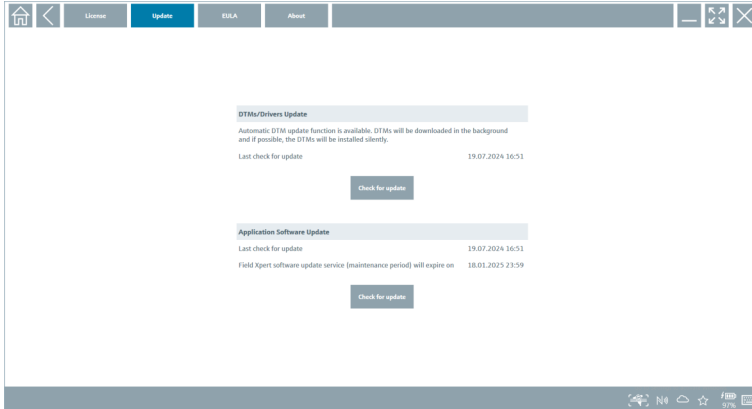 License Update EULA About
DTMs/Drivers Update
Automatic DTM update function is available. DTMs will be downloaded in the background
and if possible, the DTMs will be installed silently.
Last check for update 19.07.2024 16:51
Check for update
Application Software Update
Last check for update 19.07.2024 16:51
Field Xpert software update service (maintenance period) will expire on 18.01.2025 23:59
Check for update
97%